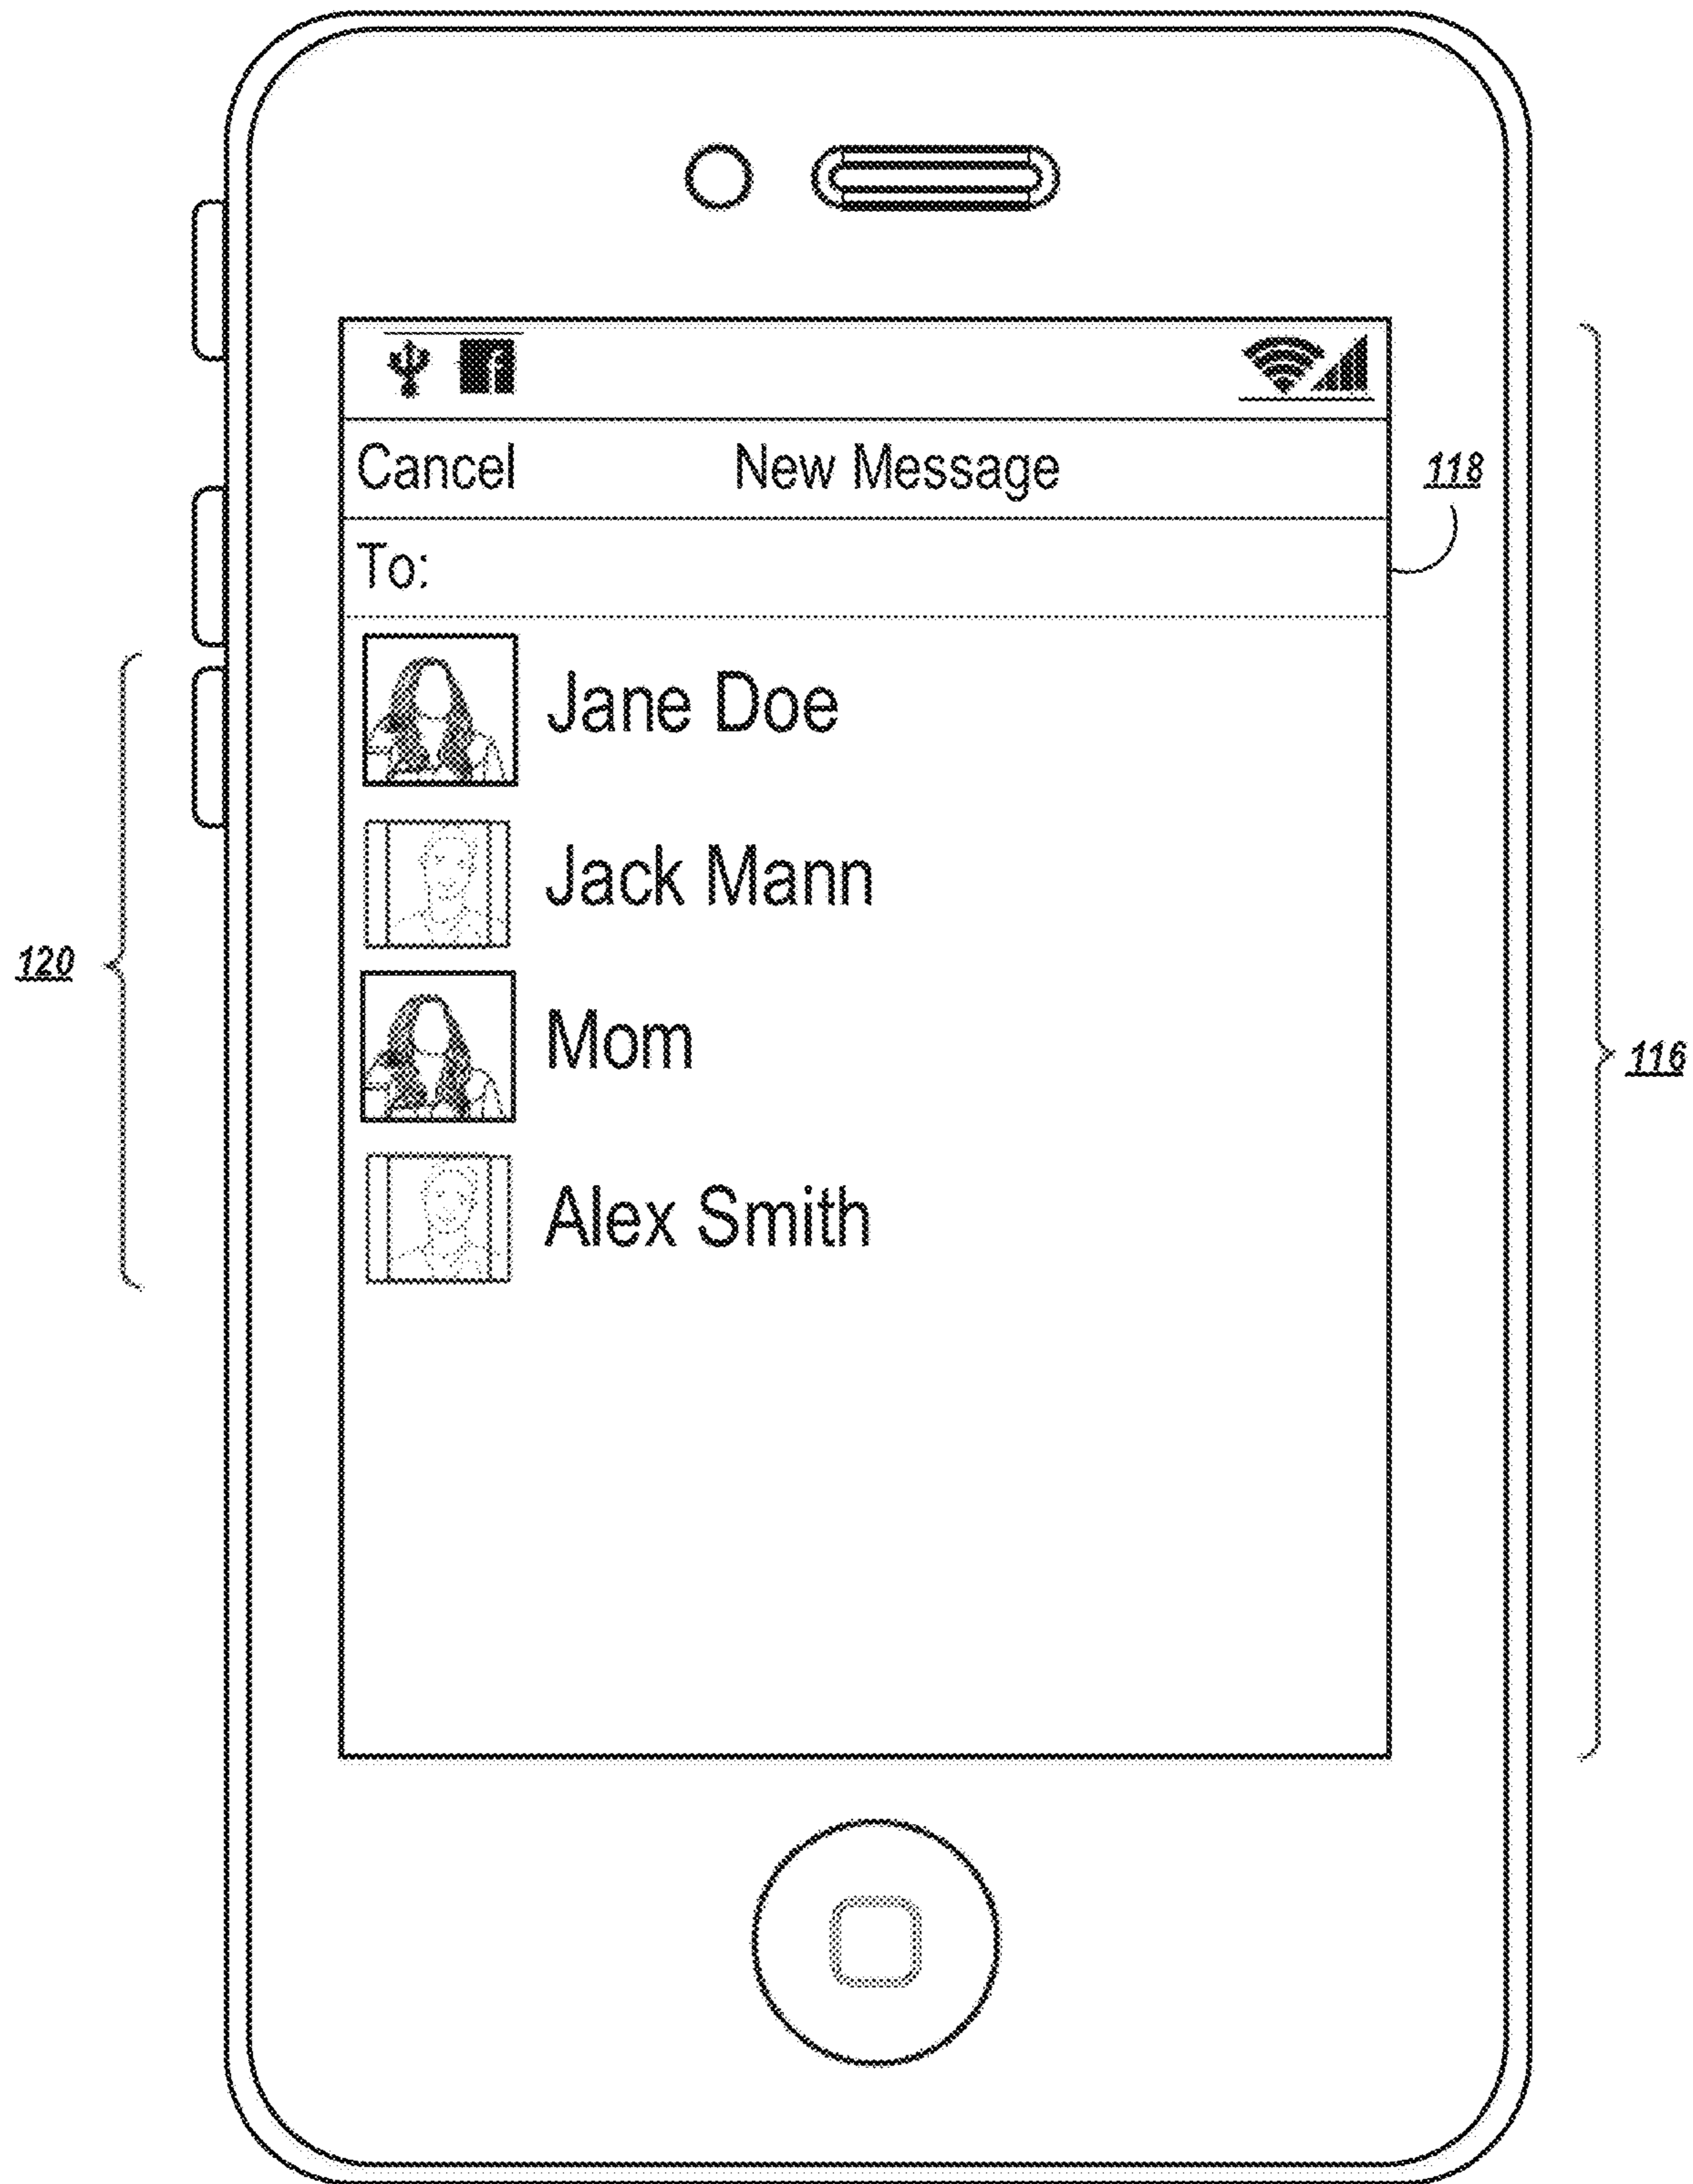 f
Cancel New Message
118
To:
Jane Doe
Jack Mann
120
Mom
116
Alex Smith